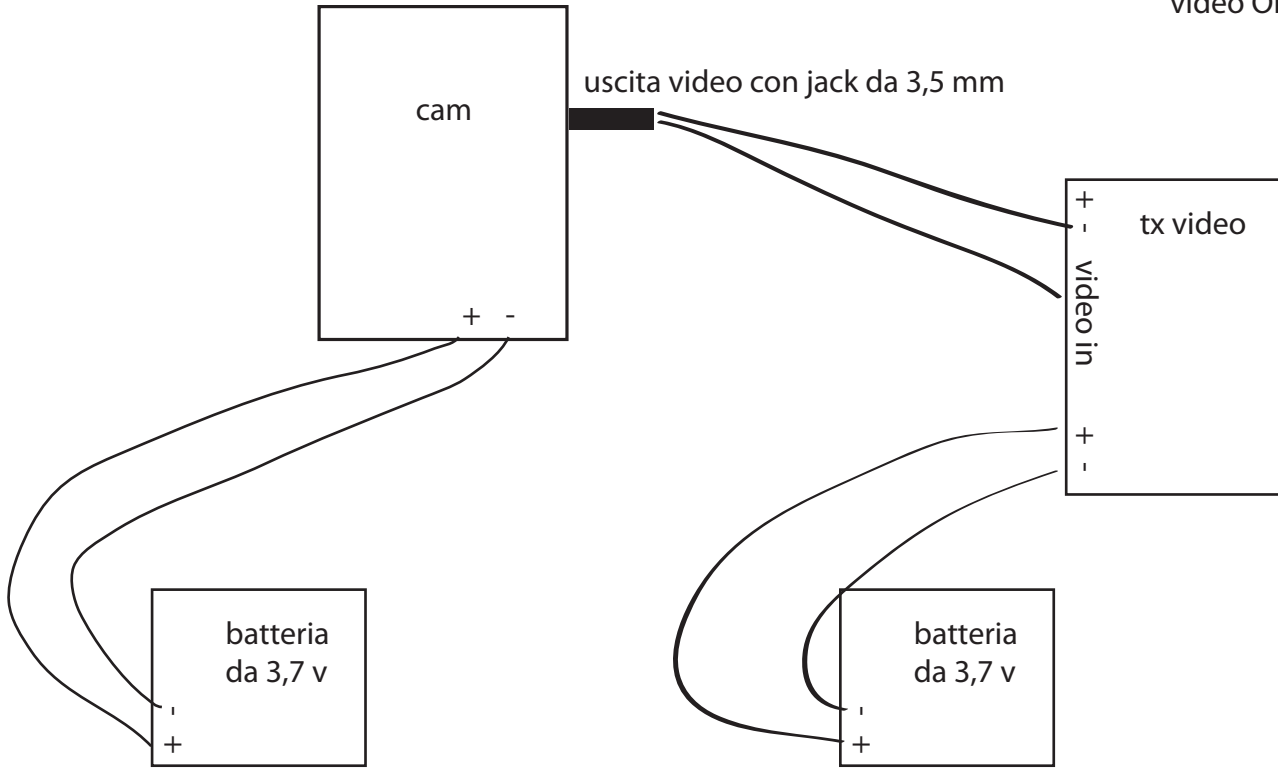 video
uscita video con jack da 3,5 mm
cam
+
-
tx video
video in
+ -
+
-
batteria
da 3,7 v
-
+
batteria
da 3,7 v
-
+